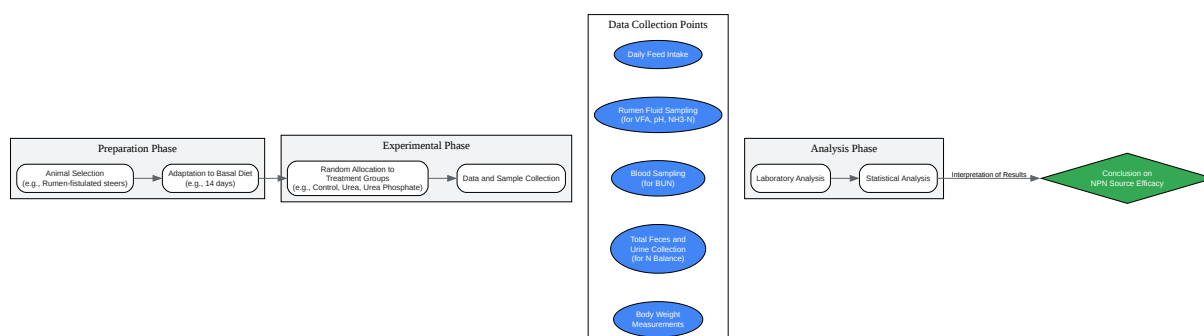 Preparation Phase
Animal Selection
(e.g., Rumen-fistulated steers)
Adaptation to Basal Diet
(e.g., 14 days)
Experimental Phase
Random Allocation to
Treatment Groups
(e.g., Control, Urea, Urea Phosphate)
Data and Sample Collection
Data Collection Points
Daily Feed Intake
Rumen Fluid Sampling
(for VFA, pH, NH3-N)
Blood Sampling
(for BUN)
Total Feces and
Urine Collection
(for N Balance)
Body Weight
Measurements
Analysis Phase
Laboratory Analysis
Statistical Analysis
Interpretation of Results
Conclusion on
NPN Source Efficacy